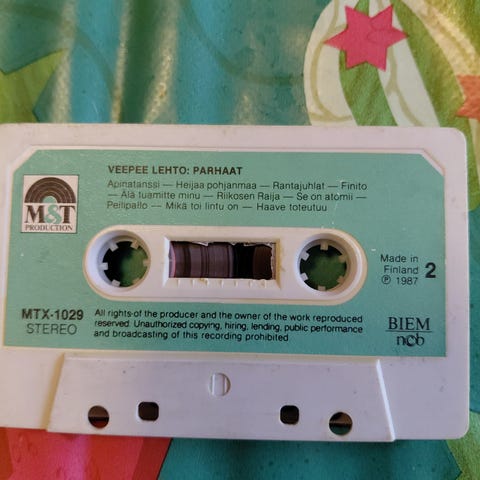 VEEPEE LEHTO: PARHAAT
Apinatanssi — Heijaa pohjanmaa — Rantajuhlat — Finito
— Älä tuamitte minu — Riikosen Raija — Se on atomii —
Peilipallo — Mikä toi lintu on — Haave toteutuu
M&T
PRODUCTION
Made in
Finland 2
℗ 1987
MTX-1029
STEREO
All rights of the producer and the owner of the work reproduced
reserved. Unauthorized copying, hiring, lending, public performance
and broadcasting of this recording prohibited.
BIEM
ncb